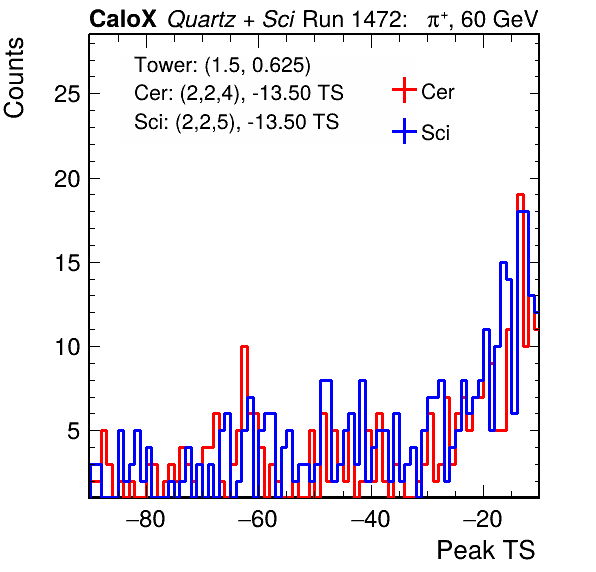 CaloX Quartz + Sci Run 1472: π⁺, 60 GeV
Counts
Tower: (1.5, 0.625)
Cer: (2,2,4), -13.50 TS
Sci: (2,2,5), -13.50 TS
Cer
Sci
25
20
15
10
5
−80 −60 −40 −20
Peak TS